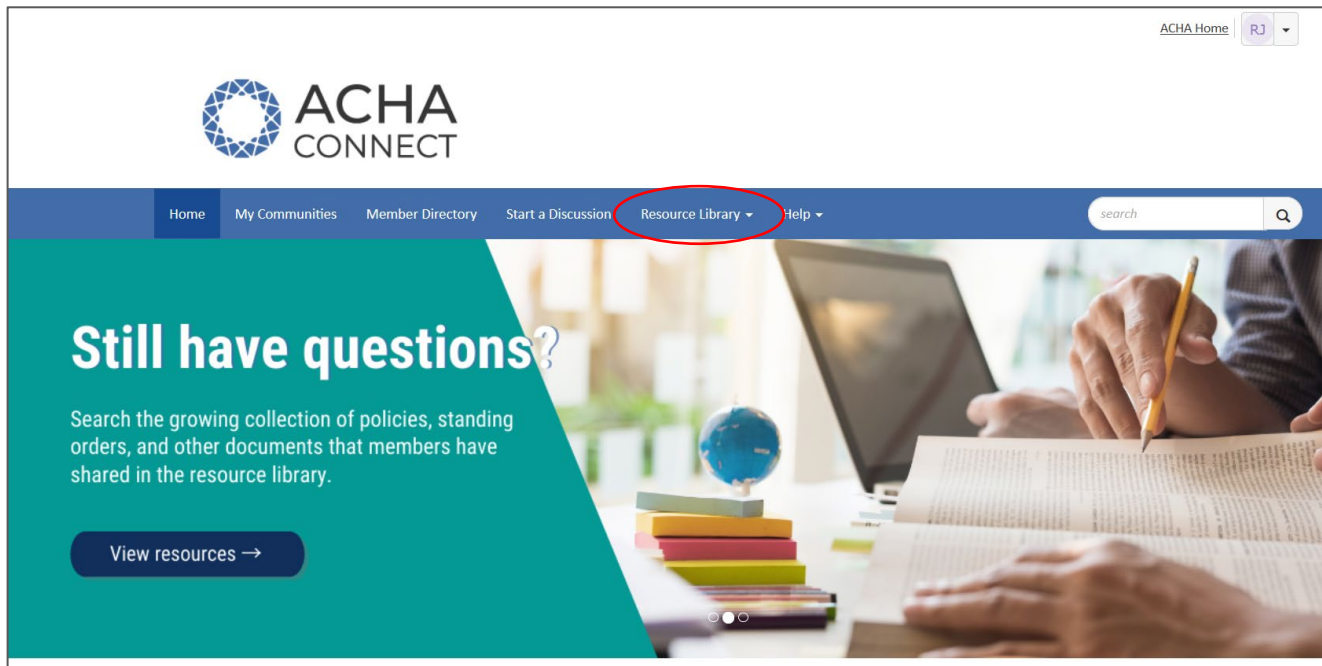 ACHA Home
RJ
ACHA
CONNECT
Home My Communities Member Directory Start a Discussion Resource Library Help search
Still have questions?
Search the growing collection of policies, standing
orders, and other documents that members have
shared in the resource library.
View resources →